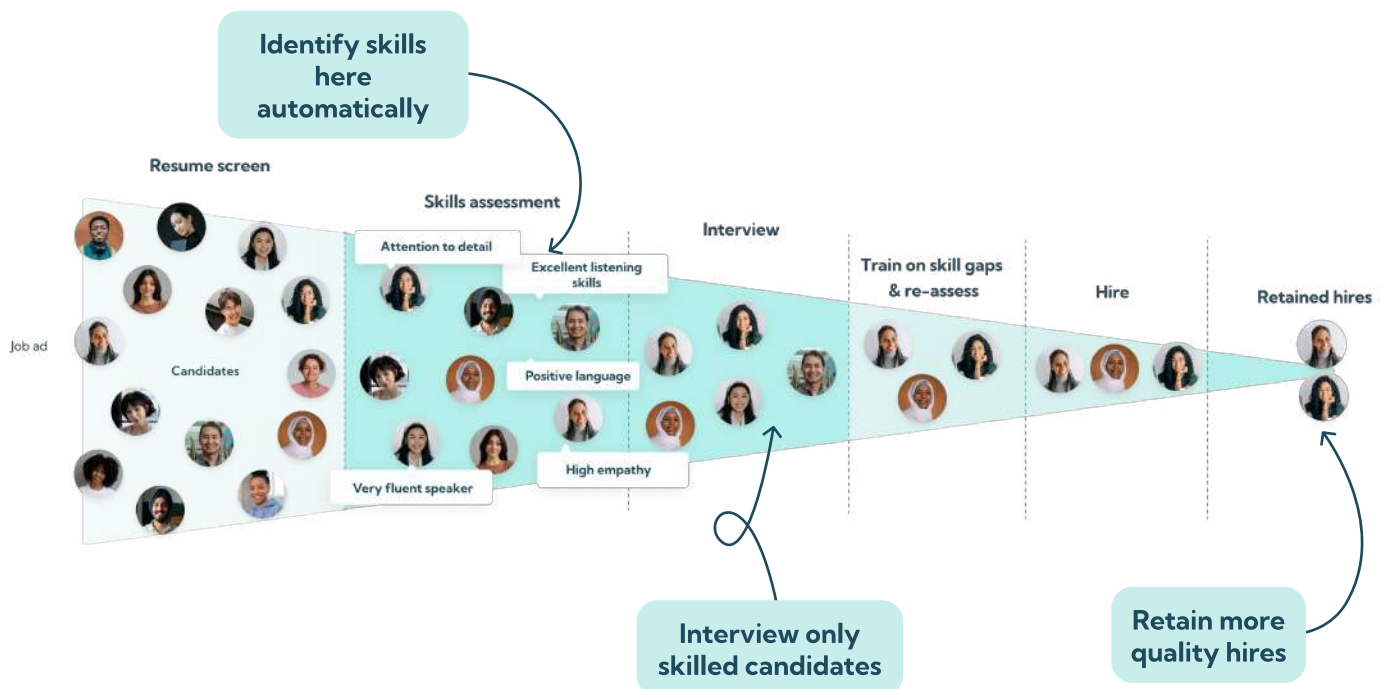 Identify skills
here
automatically
Resume screen
Skills assessment
Interview
Train on skill gaps
& re-assess
Hire
Retained hires
Attention to detail
Excellent listening
skills
Job ad
Candidates
Positive language
High empathy
Very fluent speaker
Interview only
skilled candidates
Retain more
quality hires